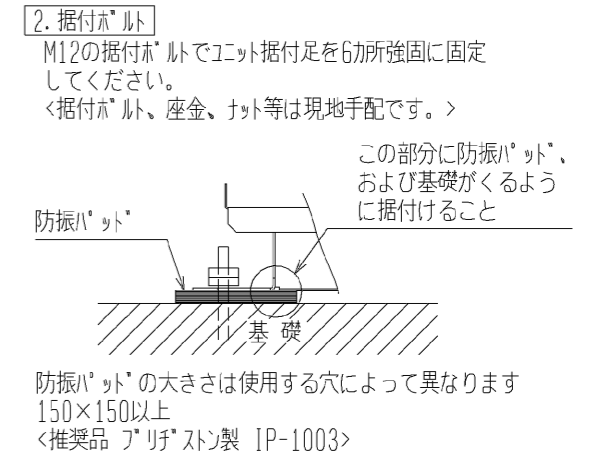 2. 据付ﾎﾞﾙﾄ
M12の据付ﾎﾞﾙﾄでﾕﾆｯﾄ据付足を6ｶ所強固に固定
してください。
<据付ﾎﾞﾙﾄ、座金、ﾅｯﾄ等は現地手配です。>
この部分に防振ﾊﾟｯﾄﾞ、
および基礎がくるよう
に据付けること
防振ﾊﾟｯﾄﾞ
基 礎
防振ﾊﾟｯﾄﾞの大きさは使用する穴によって異なります
150×150以上
<推奨品 ﾌﾞﾘﾁﾞｽﾄﾝ製 IP-1003>